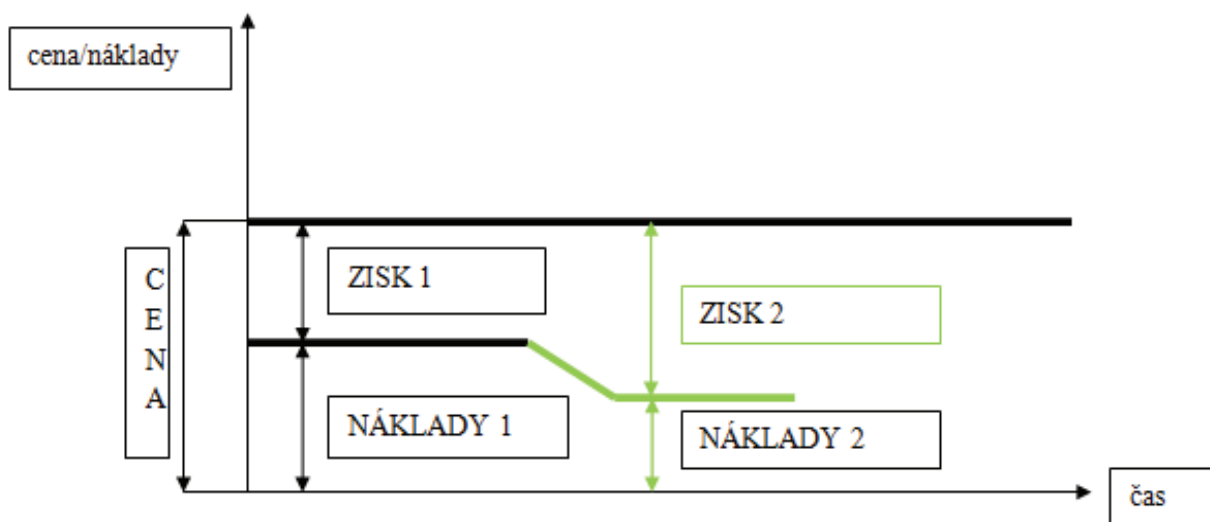 cena/náklady
C
E
N
A
ZISK 1
ZISK 2
NÁKLADY 1
NÁKLADY 2
čas